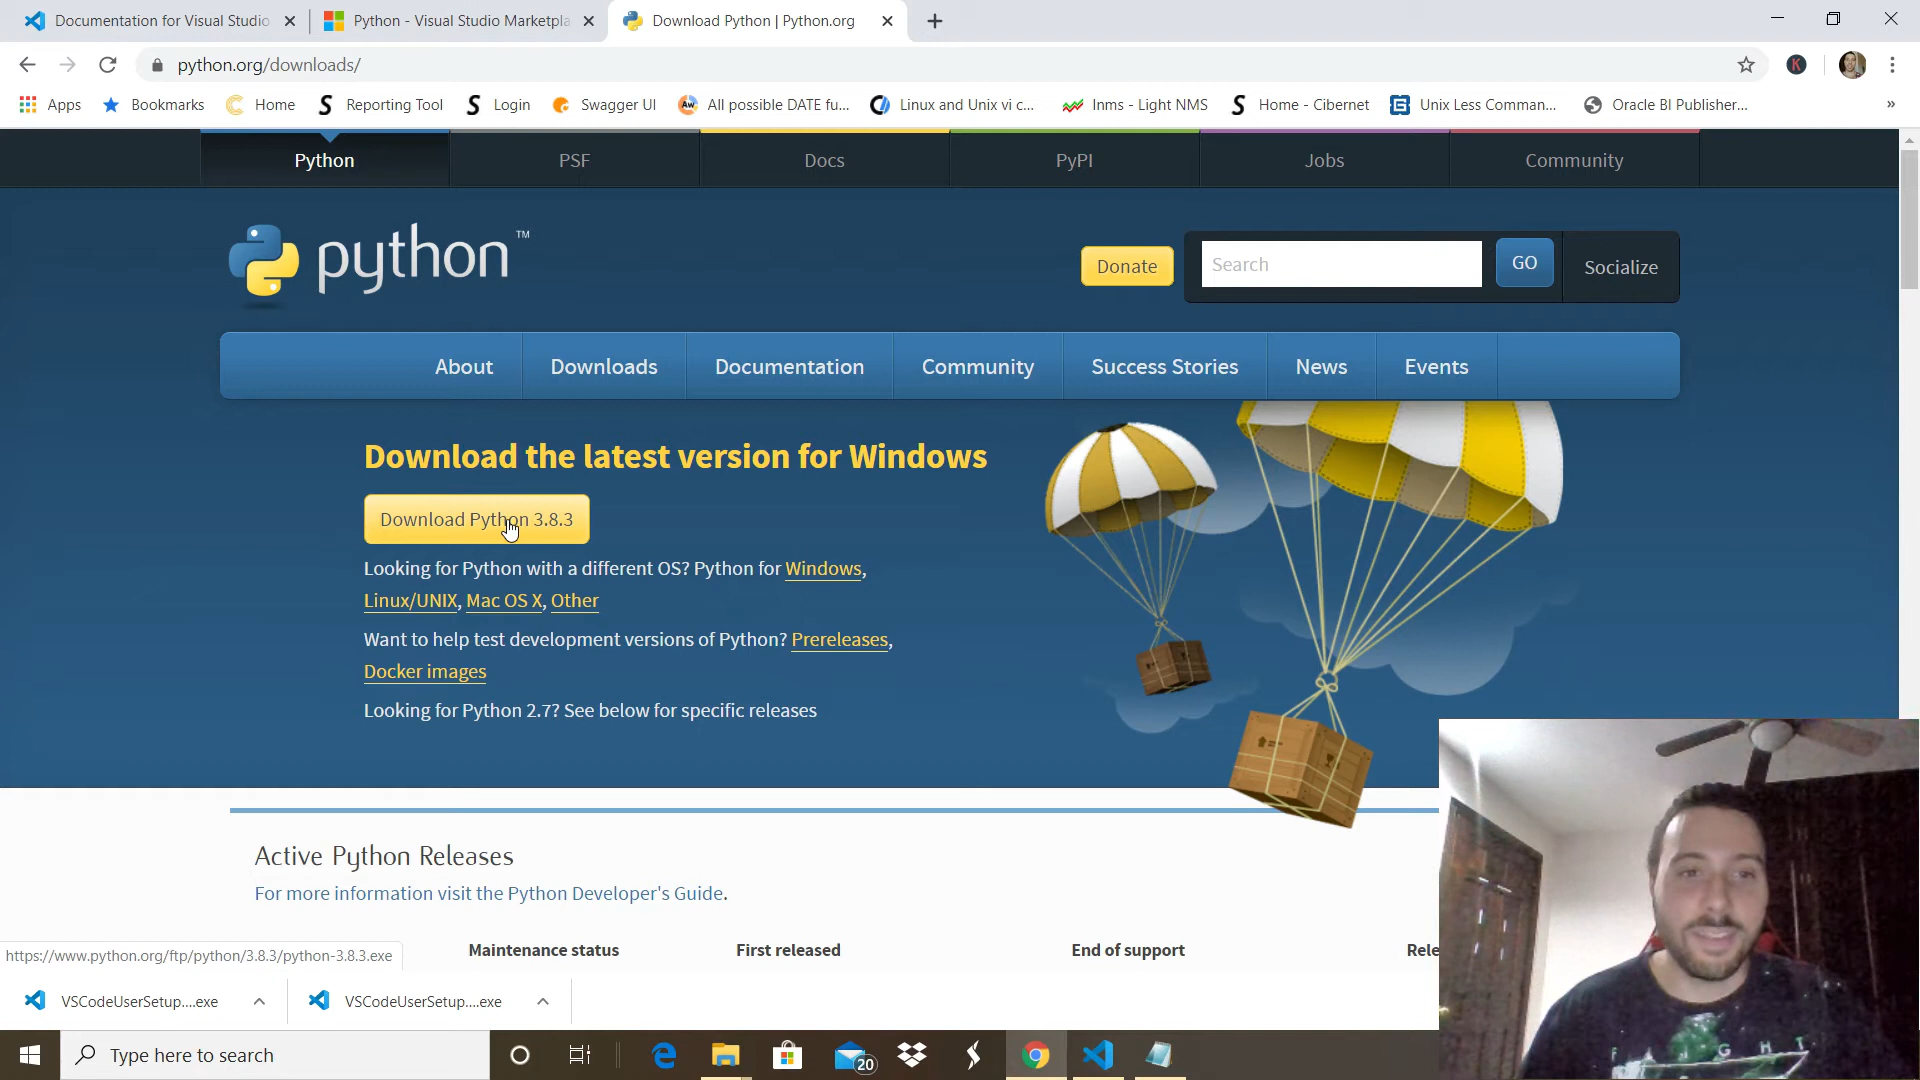 Documentation for Visual Studio
Python - Visual Studio Marketpla
Download Python | Python.org
python.org/downloads/
K
Apps
Bookmarks
Home
Reporting Tool
Login
Swagger UI
All possible DATE fu...
Linux and Unix vi c...
lnms - Light NMS
Home - Cibernet
Unix Less Comman...
Oracle BI Publisher...
»
Python
PSF
Docs
PyPI
Jobs
Community
python™
Donate
Search
GO
Socialize
About
Downloads
Documentation
Community
Success Stories
News
Events
Download the latest version for Windows
Download Python 3.8.3
Looking for Python with a different OS? Python for Windows,
Linux/UNIX, Mac OS X, Other
Want to help test development versions of Python? Prereleases,
Docker images
Looking for Python 2.7? See below for specific releases
Active Python Releases
For more information visit the Python Developer's Guide.
Maintenance status
First released
End of support
Rele
https://www.python.org/ftp/python/3.8.3/python-3.8.3.exe
VSCodeUserSetup....exe
VSCodeUserSetup....exe
Type here to search
20